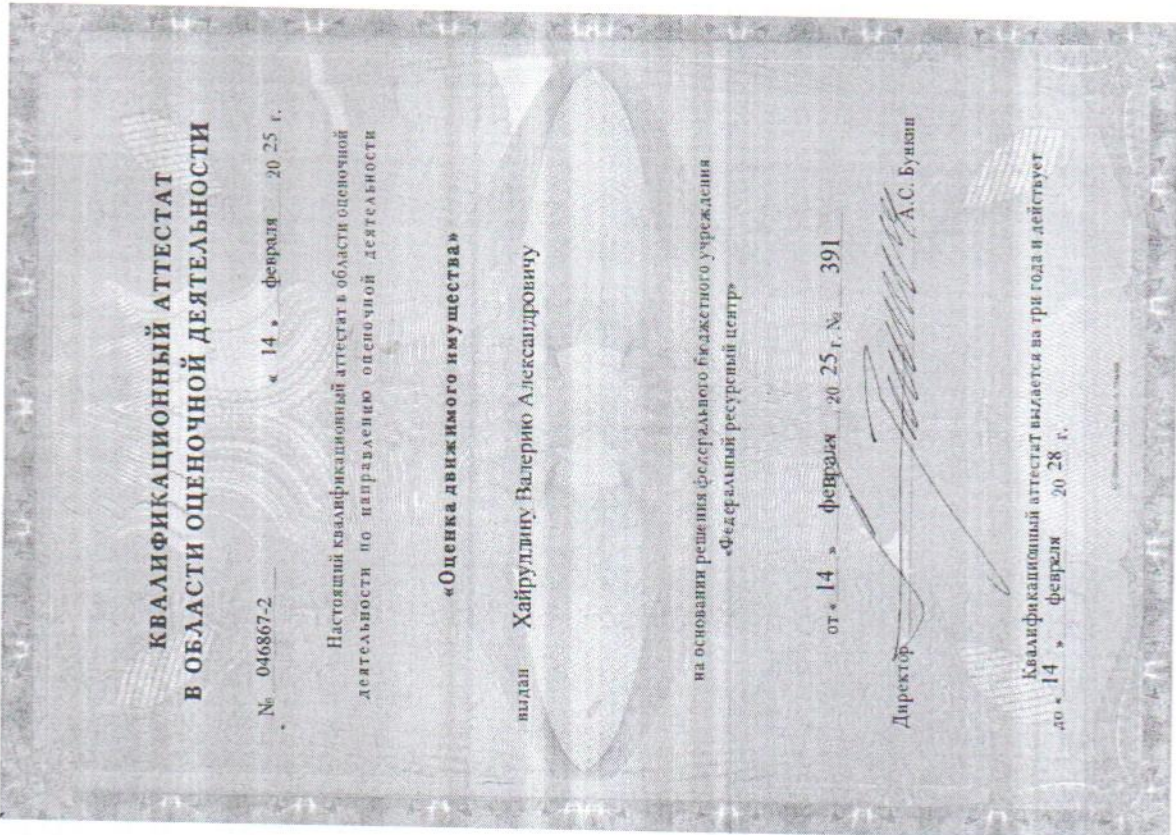 КВАЛИФИКАЦИОННЫЙ АТТЕСТАТ
В ОБЛАСТИ ОЦЕНОЧНОЙ ДЕЯТЕЛЬНОСТИ
№ 046867-2 « 14 » февраля 20 25 г.
Настоящий квалификационный аттестат в области оценочной
деятельности по направлению оценочной деятельности
«Оценка движимого имущества»
выдан Хайруллину Валерию Александровичу
на основании решения федерального бюджетного учреждения
«Федеральный ресурсный центр»
от « 14 » февраля 20 25 г. № 391
Директор А.С. Бункин
Квалификационный аттестат выдается на три года и действует
до « 14 » февраля 20 28 г.